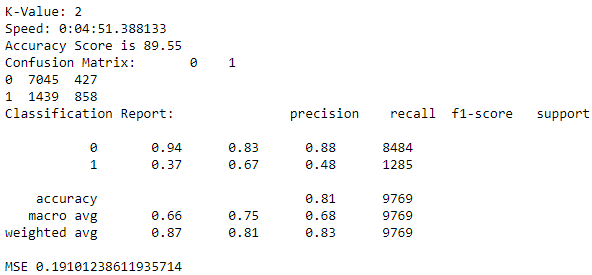 K-Value: 2
Speed: 0:04:51.388133
Accuracy Score is 89.55
Confusion Matrix:       0    1
0  7045  427
1  1439  858
Classification Report:               precision    recall  f1-score   support
           0       0.94      0.83      0.88      8484
           1       0.37      0.67      0.48      1285
    accuracy                           0.81      9769
   macro avg       0.66      0.75      0.68      9769
weighted avg       0.87      0.81      0.83      9769
MSE 0.19101238611935714